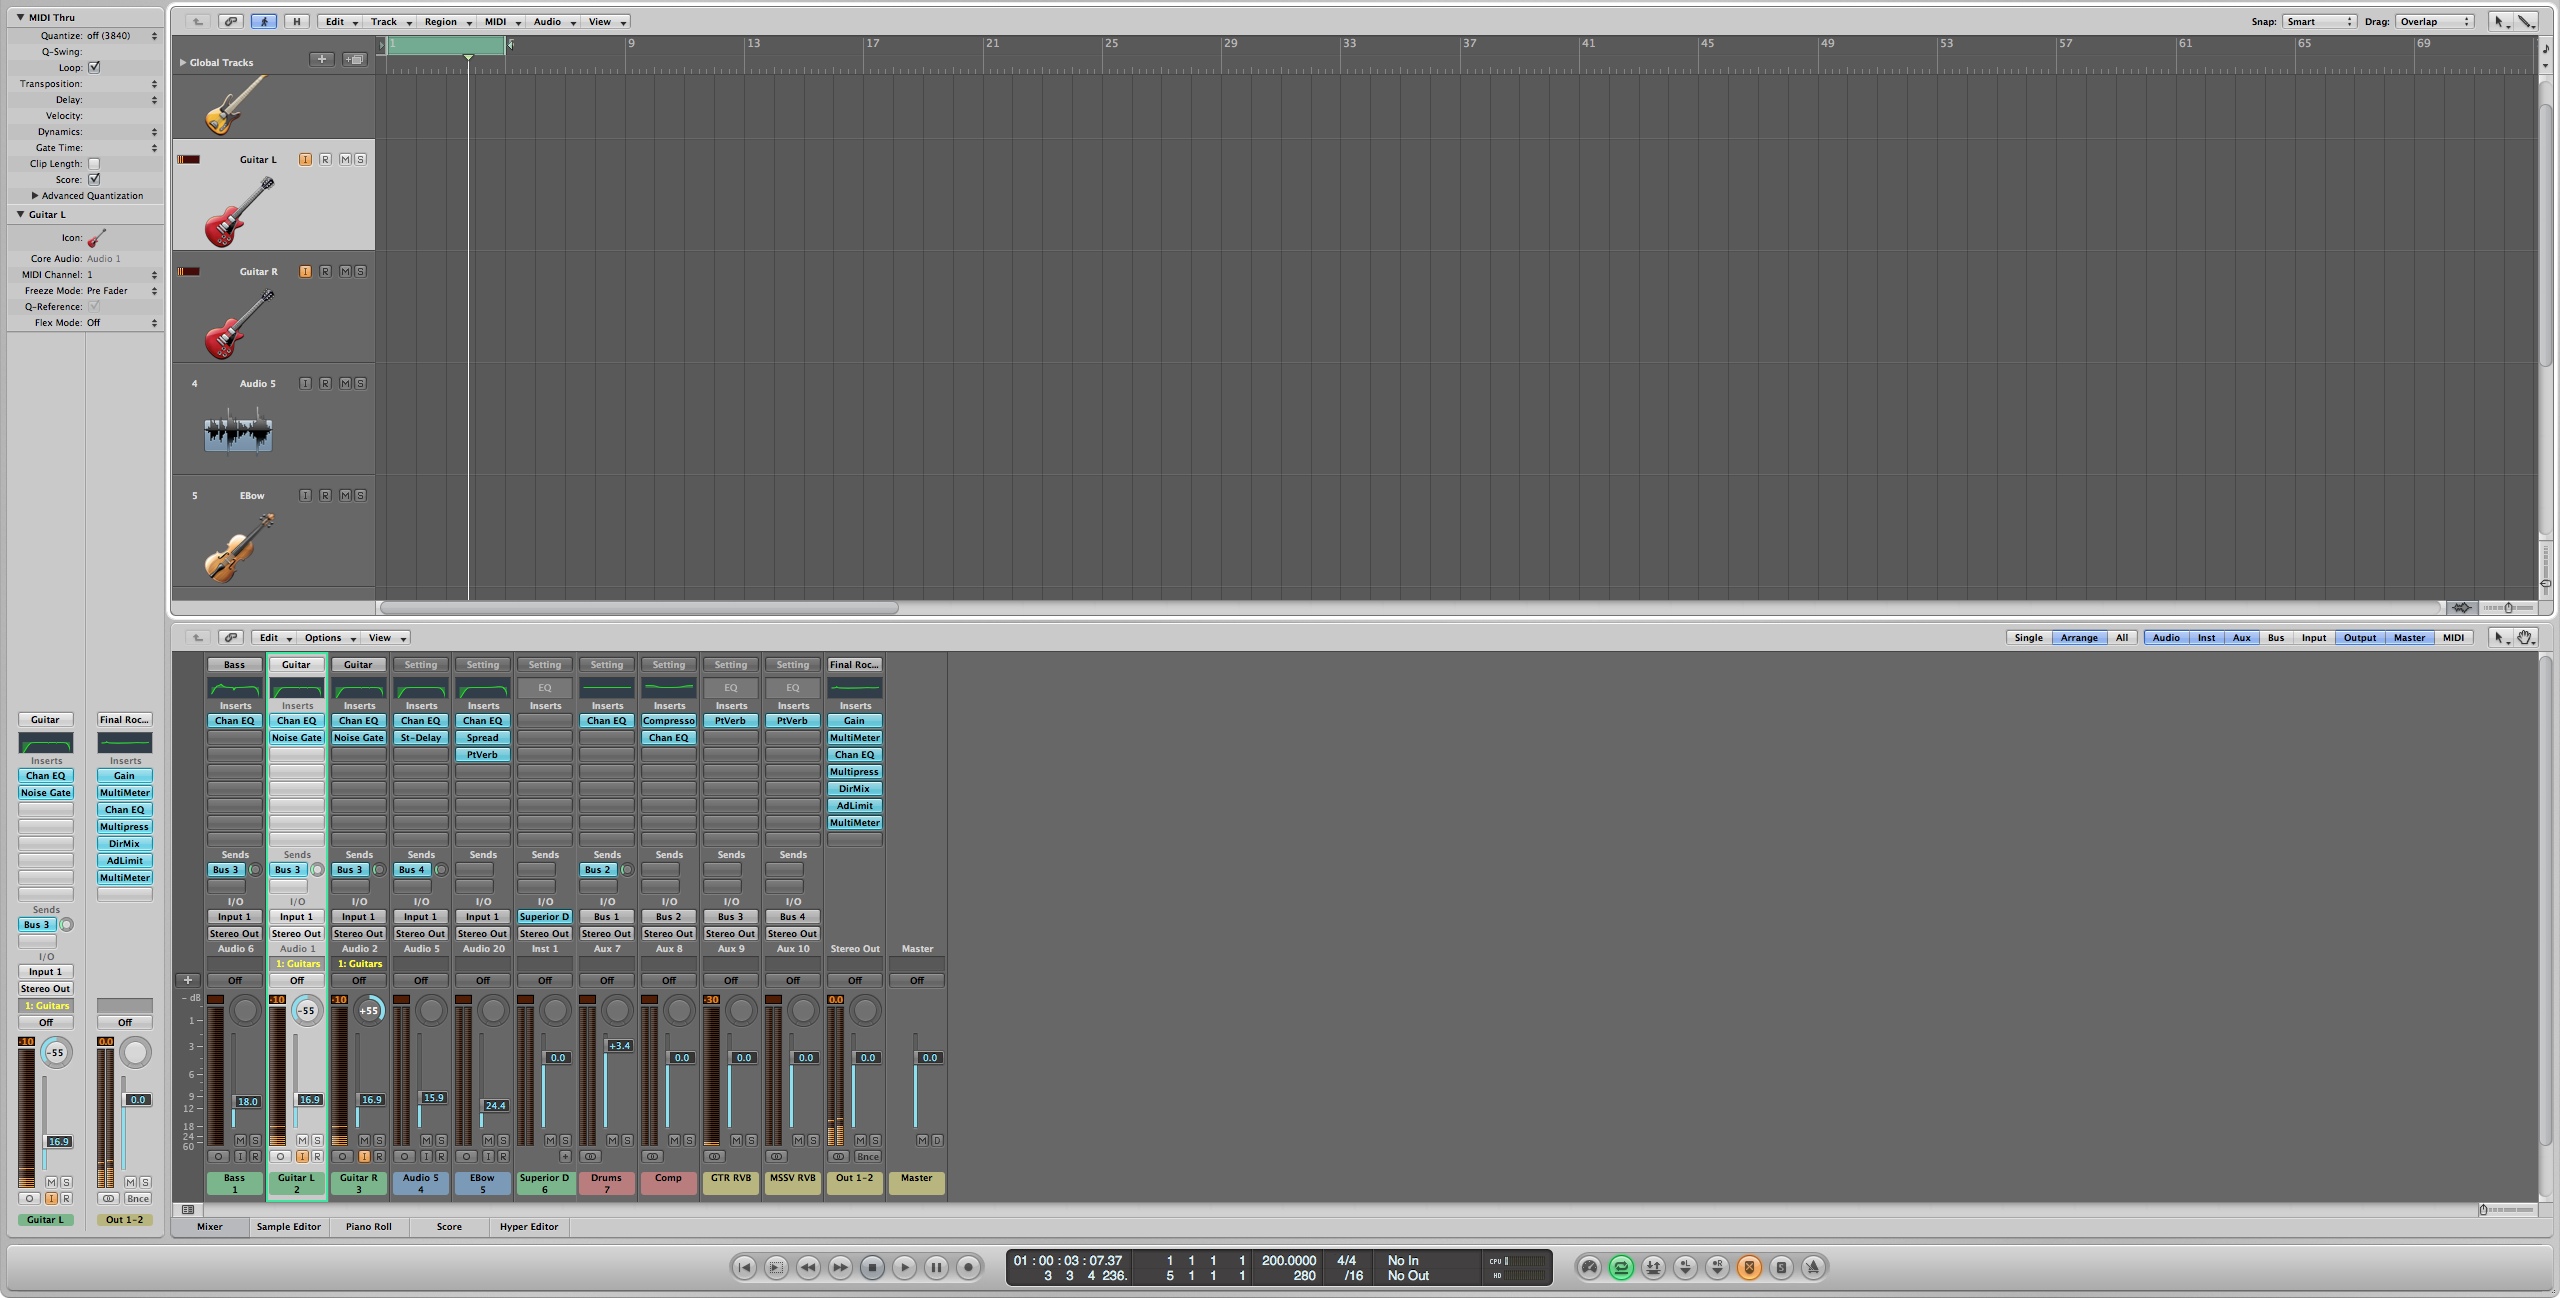 MIDI Thru
Quantize: off (3840)
Q-Swing:
Loop:
Transposition:
Delay:
Velocity:
Dynamics:
Gate Time:
Clip Length:
Score:
Advanced Quantization
Guitar L
Icon:
Core Audio: Audio 1
MIDI Channel: 1
Freeze Mode: Pre Fader
Q-Reference:
Flex Mode: Off
H Edit Track Region MIDI Audio View
Snap: Smart Drag: Overlap
Global Tracks
1 9 13 17 21 25 29 33 37 41 45 49 53 57 61 65 69
Guitar L I R M S
Guitar R I R M S
4 Audio 5 I R M S
5 EBow I R M S
Edit Options View
Single Arrange All Audio Inst Aux Bus Input Output Master MIDI
Guitar Final Roc...
Inserts Inserts
Chan EQ Gain
Noise Gate MultiMeter
Chan EQ
Multipress
DirMix
AdLimit
MultiMeter
Sends
Bus 3
I/O
Input 1
Stereo Out
1: Guitars
Off Off
-10 -55 0.0
0.0
16.9
M S M S
I R Bnce
Guitar L Out 1-2
Bass Guitar Guitar Setting Setting Setting Setting Setting Setting Setting Final Roc...
EQ EQ EQ
Inserts Inserts Inserts Inserts Inserts Inserts Inserts Inserts Inserts Inserts Inserts
Chan EQ Chan EQ Chan EQ Chan EQ Chan EQ Chan EQ Compresso PtVerb PtVerb Gain
Noise Gate Noise Gate St-Delay Spread Chan EQ MultiMeter
PtVerb Chan EQ
Multipress
DirMix
AdLimit
MultiMeter
Sends Sends Sends Sends Sends Sends Sends Sends Sends Sends
Bus 3 Bus 3 Bus 3 Bus 4 Bus 2
I/O I/O I/O I/O I/O I/O I/O I/O I/O I/O
Input 1 Input 1 Input 1 Input 1 Input 1 Superior D Bus 1 Bus 2 Bus 3 Bus 4
Stereo Out Stereo Out Stereo Out Stereo Out Stereo Out Stereo Out Stereo Out Stereo Out Stereo Out Stereo Out
Audio 6 Audio 1 Audio 2 Audio 5 Audio 20 Inst 1 Aux 7 Aux 8 Aux 9 Aux 10 Stereo Out Master
1: Guitars 1: Guitars
Off Off Off Off Off Off Off Off Off Off Off Off
- dB -10 -55 -10 +55 -30 0.0
1
3 +3.4
0.0 0.0 0.0 0.0 0.0 0.0
6
9
18.0 16.9 16.9 15.9 24.4
12
18
24
60
M S M S M S M S M S M S M S M S M S M S M S M D
I R I R I R I R I R Bnce
Bass Guitar L Guitar R Audio 5 EBow Superior D Drums Comp GTR RVB MSSV RVB Out 1-2 Master
1 2 3 4 5 6 7
Mixer Sample Editor Piano Roll Score Hyper Editor
01 : 00 : 03 : 07.37 1 1 1 1 200.0000 4/4 No In CPU
3 3 4 236. 5 1 1 1 280 /16 No Out HD